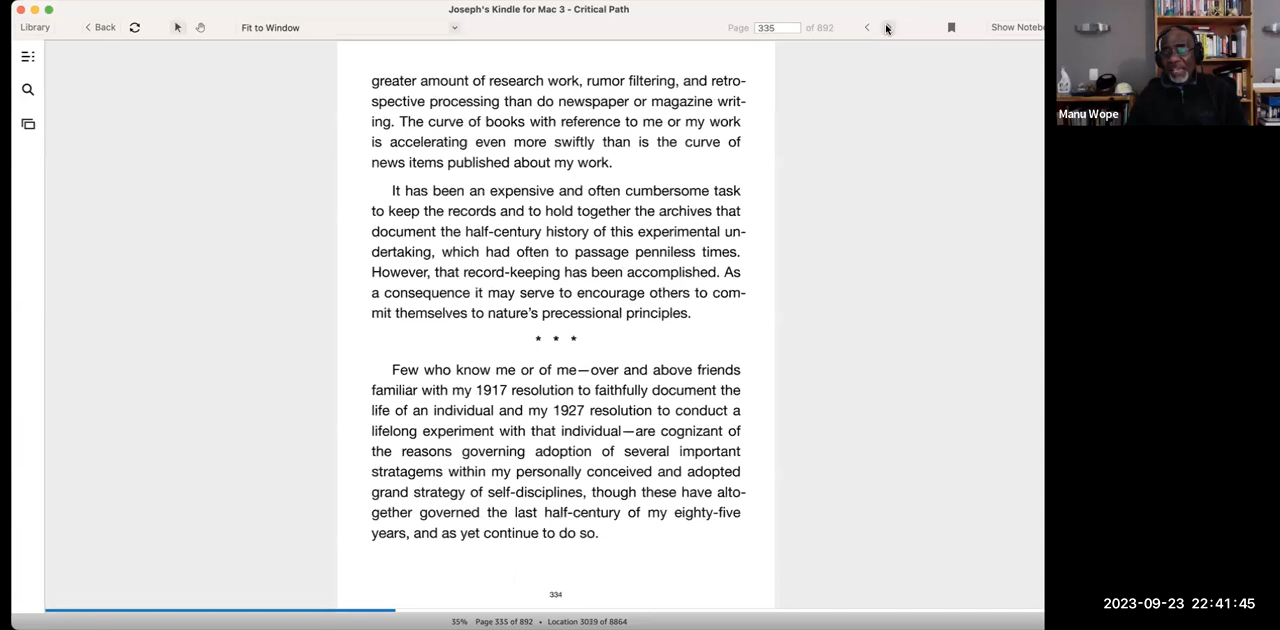 Joseph's Kindle for Mac 3 - Critical Path
Library
Back
Fit to Window
Page 335 of 892
Show Notebo
greater amount of research work, rumor filtering, and retro-
spective processing than do newspaper or magazine writ-
ing. The curve of books with reference to me or my work
is accelerating even more swiftly than is the curve of
news items published about my work.
It has been an expensive and often cumbersome task
to keep the records and to hold together the archives that
document the half-century history of this experimental un-
dertaking, which had often to passage penniless times.
However, that record-keeping has been accomplished. As
a consequence it may serve to encourage others to com-
mit themselves to nature's precessional principles.
* * *
Few who know me or of me—over and above friends
familiar with my 1917 resolution to faithfully document the
life of an individual and my 1927 resolution to conduct a
lifelong experiment with that individual—are cognizant of
the reasons governing adoption of several important
stratagems within my personally conceived and adopted
grand strategy of self-disciplines, though these have alto-
gether governed the last half-century of my eighty-five
years, and as yet continue to do so.
334
35% Page 335 of 892 • Location 3039 of 8864
Manu Wope
2023-09-23 22:41:45